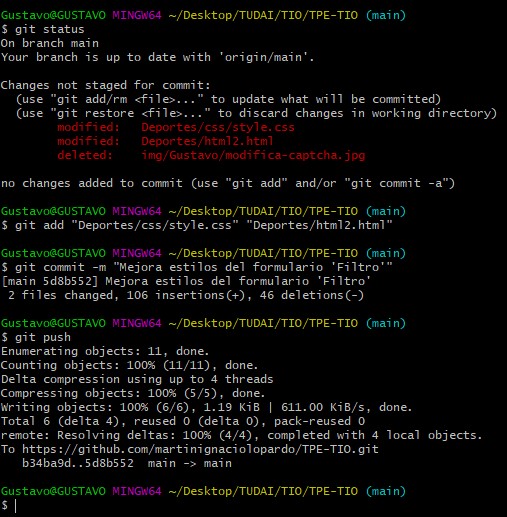 Gustavo@GUSTAVO MINGW64 ~/Desktop/TUDAI/TIO/TPE-TIO (main)
$ git status
On branch main
Your branch is up to date with 'origin/main'.

Changes not staged for commit:
  (use "git add/rm <file>..." to update what will be committed)
  (use "git restore <file>..." to discard changes in working directory)
        modified:   Deportes/css/style.css
        modified:   Deportes/html2.html
        deleted:    img/Gustavo/modifica-captcha.jpg

no changes added to commit (use "git add" and/or "git commit -a")

Gustavo@GUSTAVO MINGW64 ~/Desktop/TUDAI/TIO/TPE-TIO (main)
$ git add "Deportes/css/style.css" "Deportes/html2.html"

Gustavo@GUSTAVO MINGW64 ~/Desktop/TUDAI/TIO/TPE-TIO (main)
$ git commit -m "Mejora estilos del formulario 'Filtro'"
[main 5d8b552] Mejora estilos del formulario 'Filtro'
 2 files changed, 106 insertions(+), 46 deletions(-)

Gustavo@GUSTAVO MINGW64 ~/Desktop/TUDAI/TIO/TPE-TIO (main)
$ git push
Enumerating objects: 11, done.
Counting objects: 100% (11/11), done.
Delta compression using up to 4 threads
Compressing objects: 100% (5/5), done.
Writing objects: 100% (6/6), 1.19 KiB | 611.00 KiB/s, done.
Total 6 (delta 4), reused 0 (delta 0), pack-reused 0
remote: Resolving deltas: 100% (4/4), completed with 4 local objects.
To https://github.com/martinignaciolopardo/TPE-TIO.git
   b34ba9d..5d8b552  main -> main

Gustavo@GUSTAVO MINGW64 ~/Desktop/TUDAI/TIO/TPE-TIO (main)
$